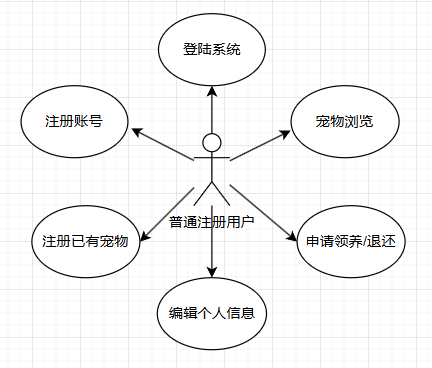 登陆系统
注册账号
宠物浏览
普通注册用户
注册已有宠物
申请领养/退还
编辑个人信息